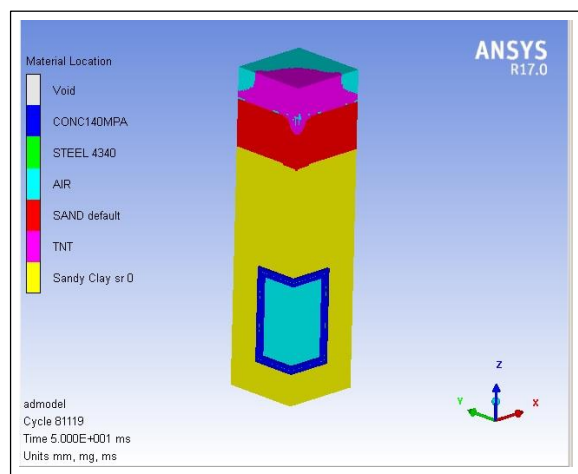 ANSYS
R17.0
Material Location
Void
CONC140MPA
STEEL 4340
AIR
SAND default
TNT
Sandy Clay sr 0
admodel
Cycle 81119
Time 5.000E+001 ms
Units mm, mg, ms
Z
Y
X